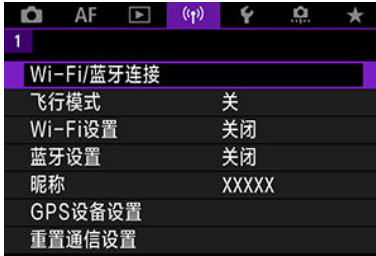 AF
1
Wi-Fi/蓝牙连接
飞行模式 关
Wi-Fi设置 关闭
蓝牙设置 关闭
昵称 XXXXX
GPS设备设置
重置通信设置